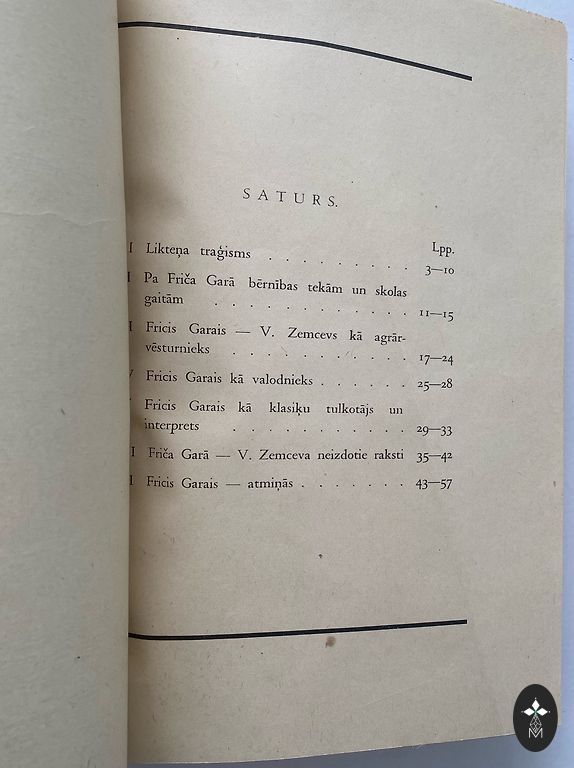 SATURS.
Lpp.
I Likteņa traģisms . . . . . . . . . 3—10
I Pa Friča Garā bērnības tekām un skolas
gaitām . . . . . . . . . . . 11—15
I Fricis Garais — V. Zemcevs kā agrār-
vēsturnieks . . . . . . . . . . 17—24
V Fricis Garais kā valodnieks . . . . . . 25—28
Fricis Garais kā klasiķu tulkotājs un
interprets . . . . . . . . . . 29—33
I Friča Garā — V. Zemceva neizdotie raksti 35—42
I Fricis Garais — atmiņās . . . . . . . 43—57
M